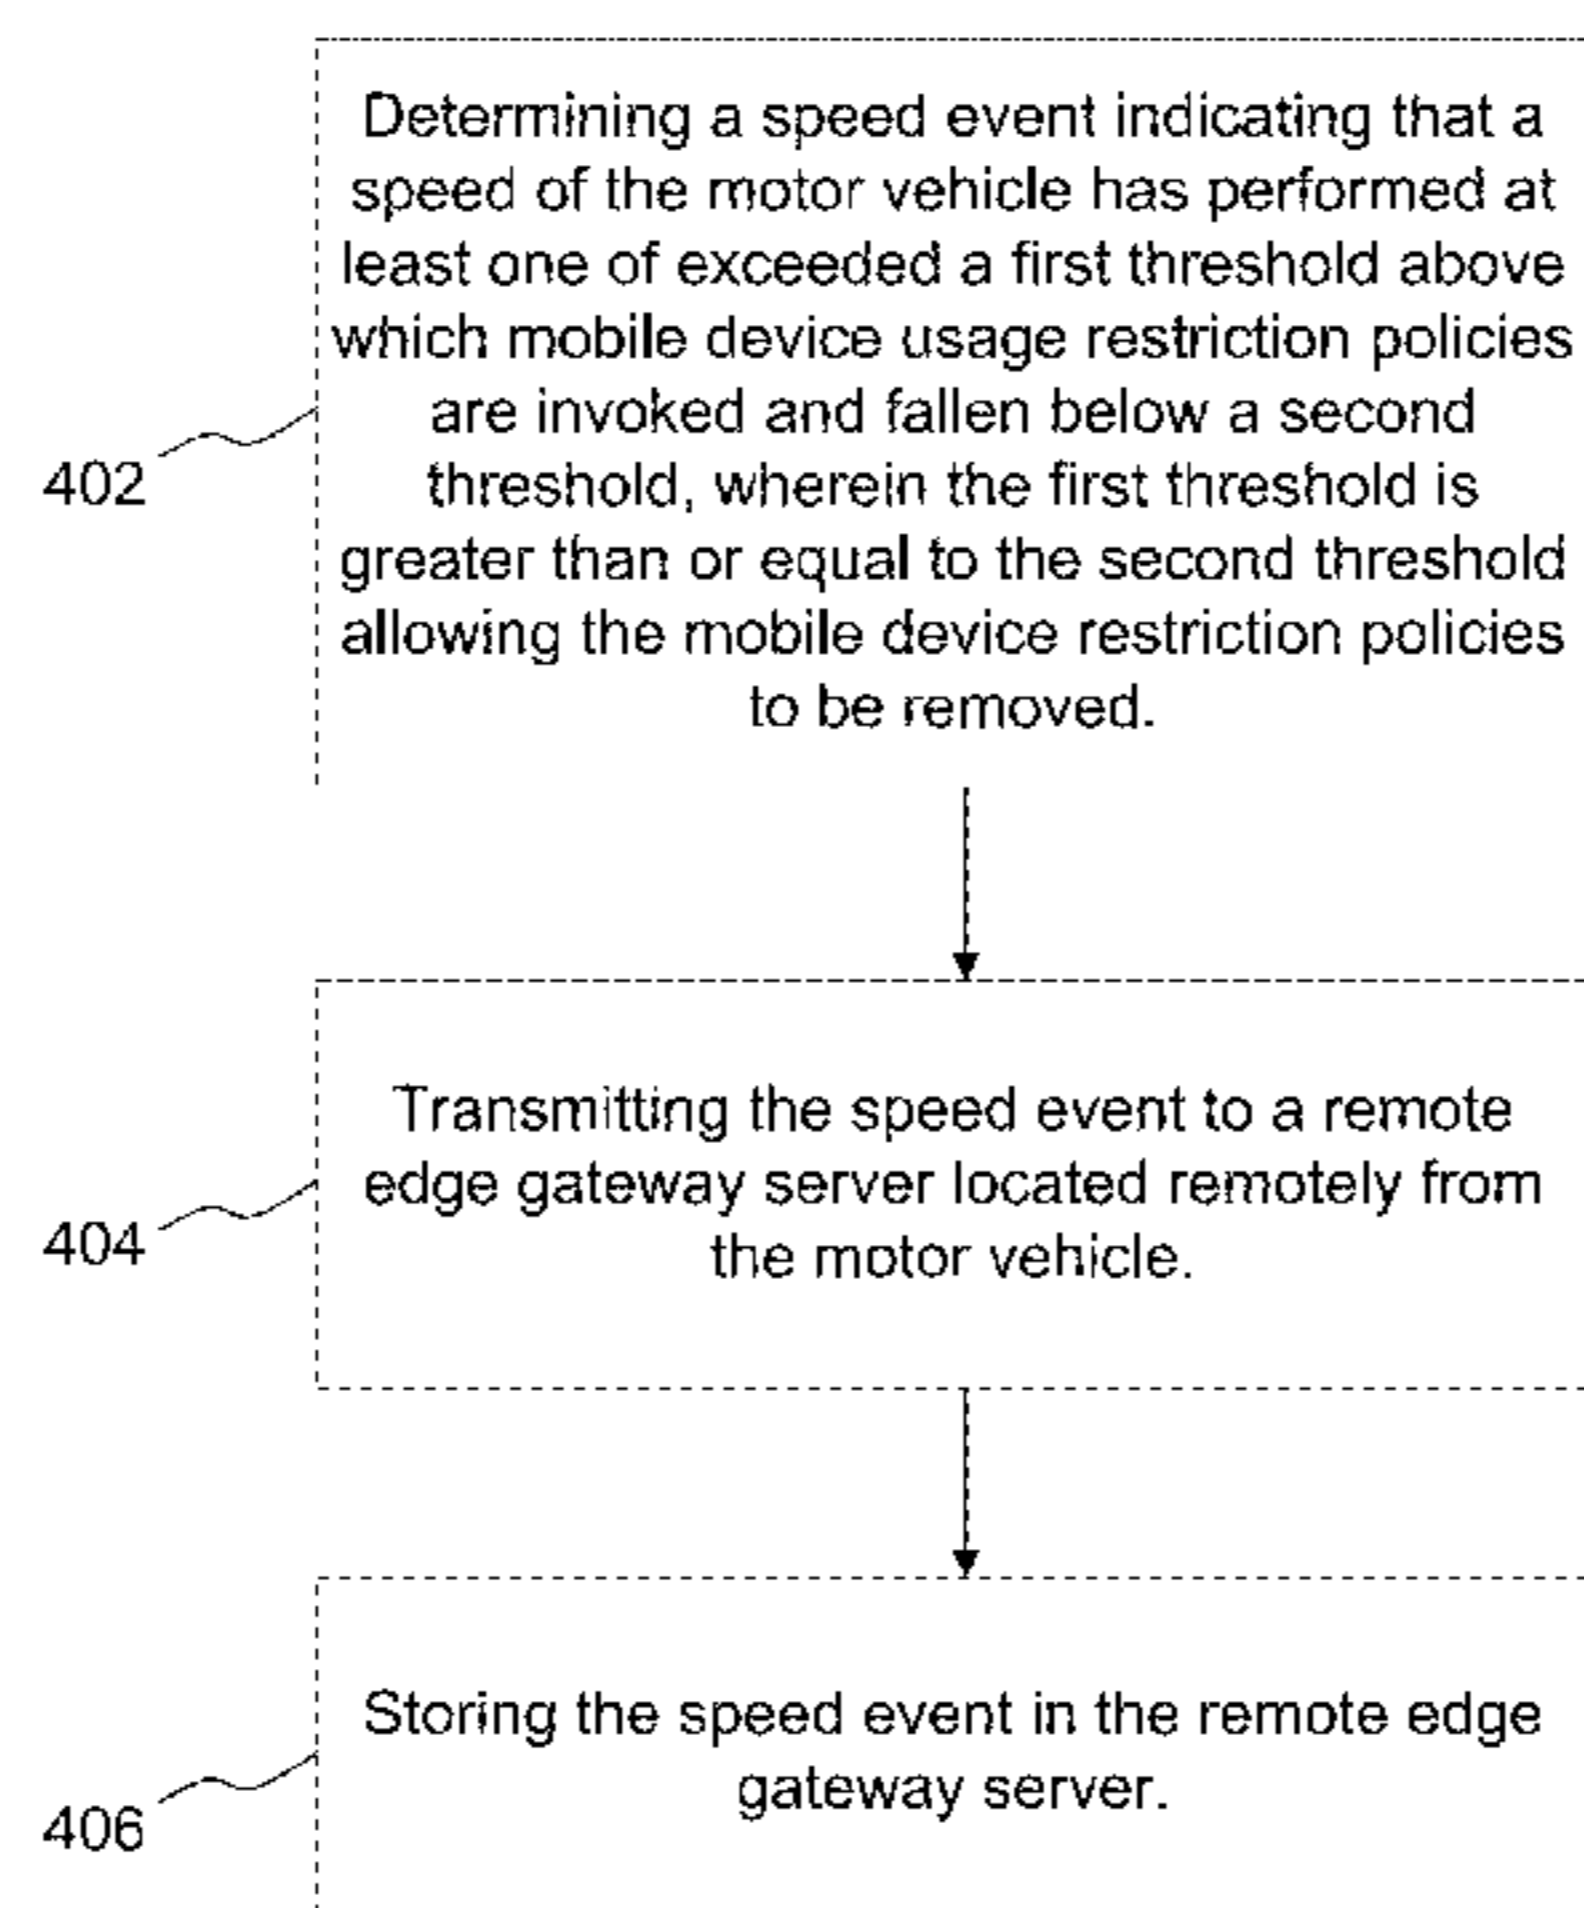 Determining a speed event indicating that a
speed of the motor vehicle has performed at
least one of exceeded a first threshold above
which mobile device usage restriction policies
are invoked and fallen below a second
threshold, wherein the first threshold is
greater than or equal to the second threshold
allowing the mobile device restriction policies
to be removed.
402
Transmitting the speed event to a remote
edge gateway server located remotely from
the motor vehicle.
404
Storing the speed event in the remote edge
gateway server.
406